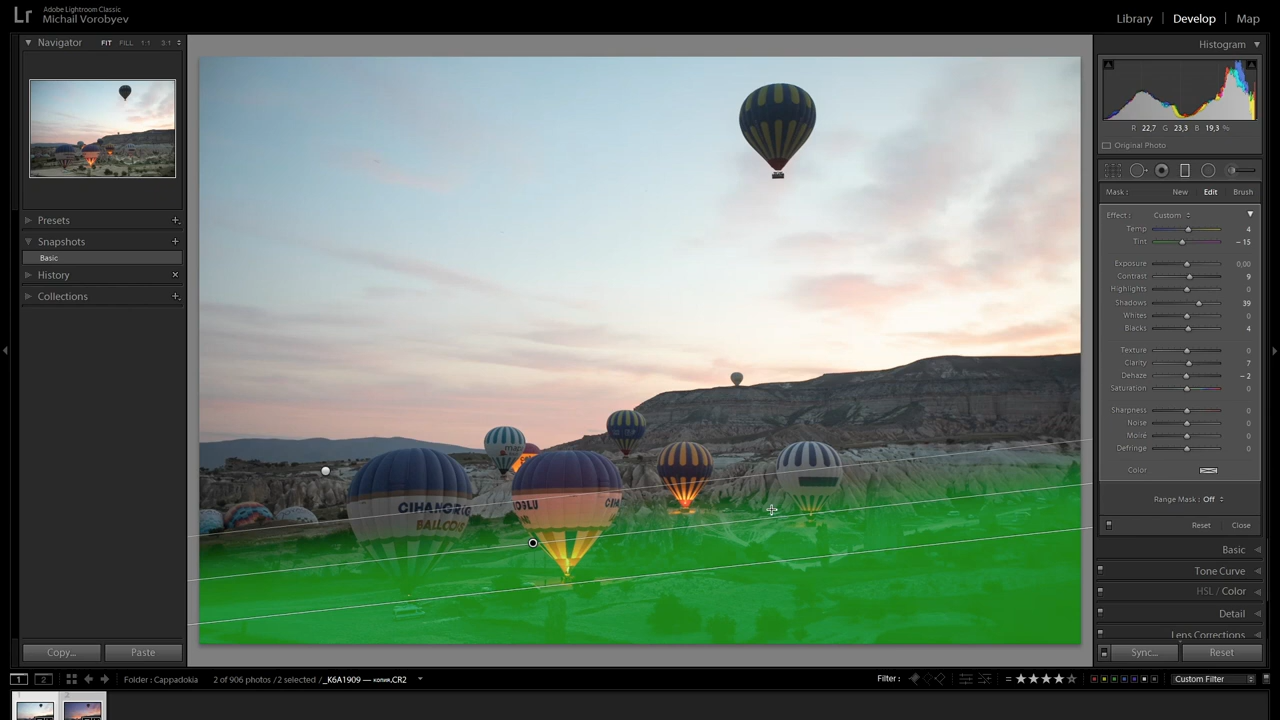 Lr
Adobe Lightroom Classic
Michail Vorobyev
Library | Develop | Map
Navigator FIT FILL 1:1 3:1
Presets
Snapshots
Basic
History
Collections
Copy... Paste
CIHANGIR
BALLOO
OĞLU
Histogram
R 22,7 G 23,3 B 19,3 %
Original Photo
Mask : New Edit Brush
Effect : Custom
Temp 4
Tint – 15
Exposure 0,00
Contrast 9
Highlights 0
Shadows 39
Whites 0
Blacks 4
Texture 0
Clarity 7
Dehaze – 2
Saturation 0
Sharpness 0
Noise 0
Moiré 0
Defringe 0
Color
Range Mask : Off
Reset Close
Basic
Tone Curve
HSL / Color
Detail
Lens Corrections
Sync... Reset
1 2 Folder : Cappadokia 2 of 906 photos /2 selected /_K6A1909 — копия.CR2 Filter : Custom Filter
1 2